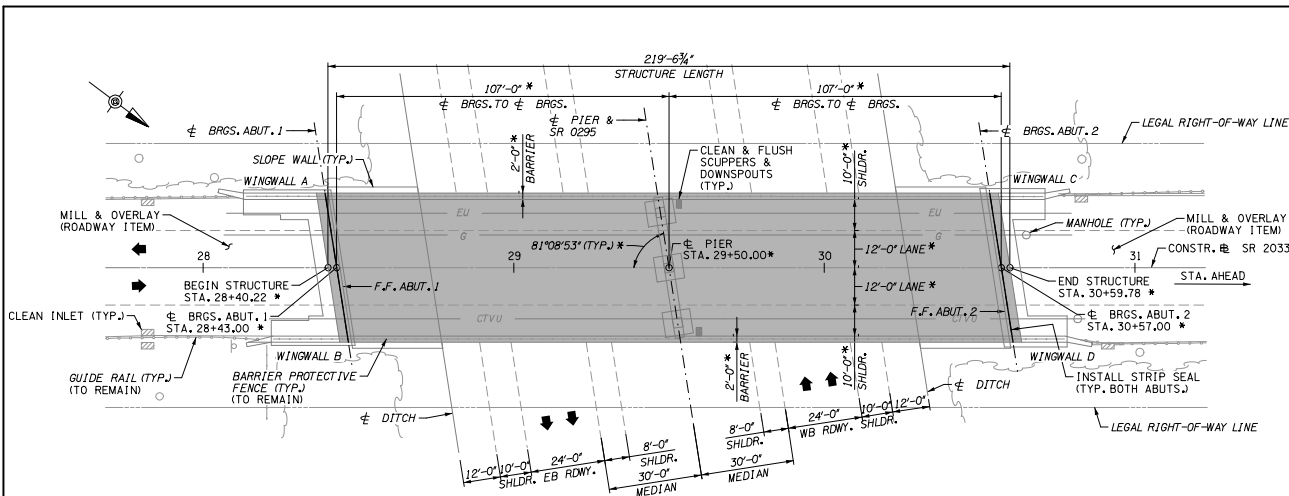 219'-6¾"
STRUCTURE LENGTH
107'-0" *
℄ BRGS. TO ℄ BRGS.
107'-0" *
℄ BRGS. TO ℄ BRGS.
℄ PIER &
SR 0295
℄ BRGS. ABUT. 1
℄ BRGS. ABUT. 2
LEGAL RIGHT-OF-WAY LINE
SLOPE WALL (TYP.)
2'-0" *
BARRIER
CLEAN & FLUSH
SCUPPERS &
DOWNSPOUTS
(TYP.)
10'-0" *
SHLDR.
WINGWALL A
WINGWALL C
MILL & OVERLAY
(ROADWAY ITEM)
EU
G
EU
G
MANHOLE (TYP.)
MILL & OVERLAY
(ROADWAY ITEM)
81°08'53" (TYP.) *
℄ PIER
STA. 29+50.00*
12'-0" LANE*
CONSTR. ℄ SR 2033
28
29
30
31
STA. AHEAD
BEGIN STRUCTURE
STA. 28+40.22 *
F.F. ABUT. 1
12'-0" LANE*
END STRUCTURE
STA. 30+59.78 *
℄ BRGS. ABUT. 1
STA. 28+43.00 *
F.F. ABUT. 2
℄ BRGS. ABUT. 2
STA. 30+57.00 *
CLEAN INLET (TYP.)
CTVU
CTVU
WINGWALL B
WINGWALL D
GUIDE RAIL (TYP.)
(TO REMAIN)
BARRIER PROTECTIVE
FENCE (TYP.)
(TO REMAIN)
2'-0" *
BARRIER
10'-0" *
SHLDR.
℄ DITCH
INSTALL STRIP SEAL
(TYP. BOTH ABUTS.)
℄ DITCH
LEGAL RIGHT-OF-WAY LINE
12'-0"
10'-0"
SHLDR.
24'-0"
EB RDWY.
8'-0"
SHLDR.
30'-0"
MEDIAN
30'-0"
MEDIAN
8'-0"
SHLDR.
24'-0"
WB RDWY.
10'-0"
SHLDR.
12'-0"